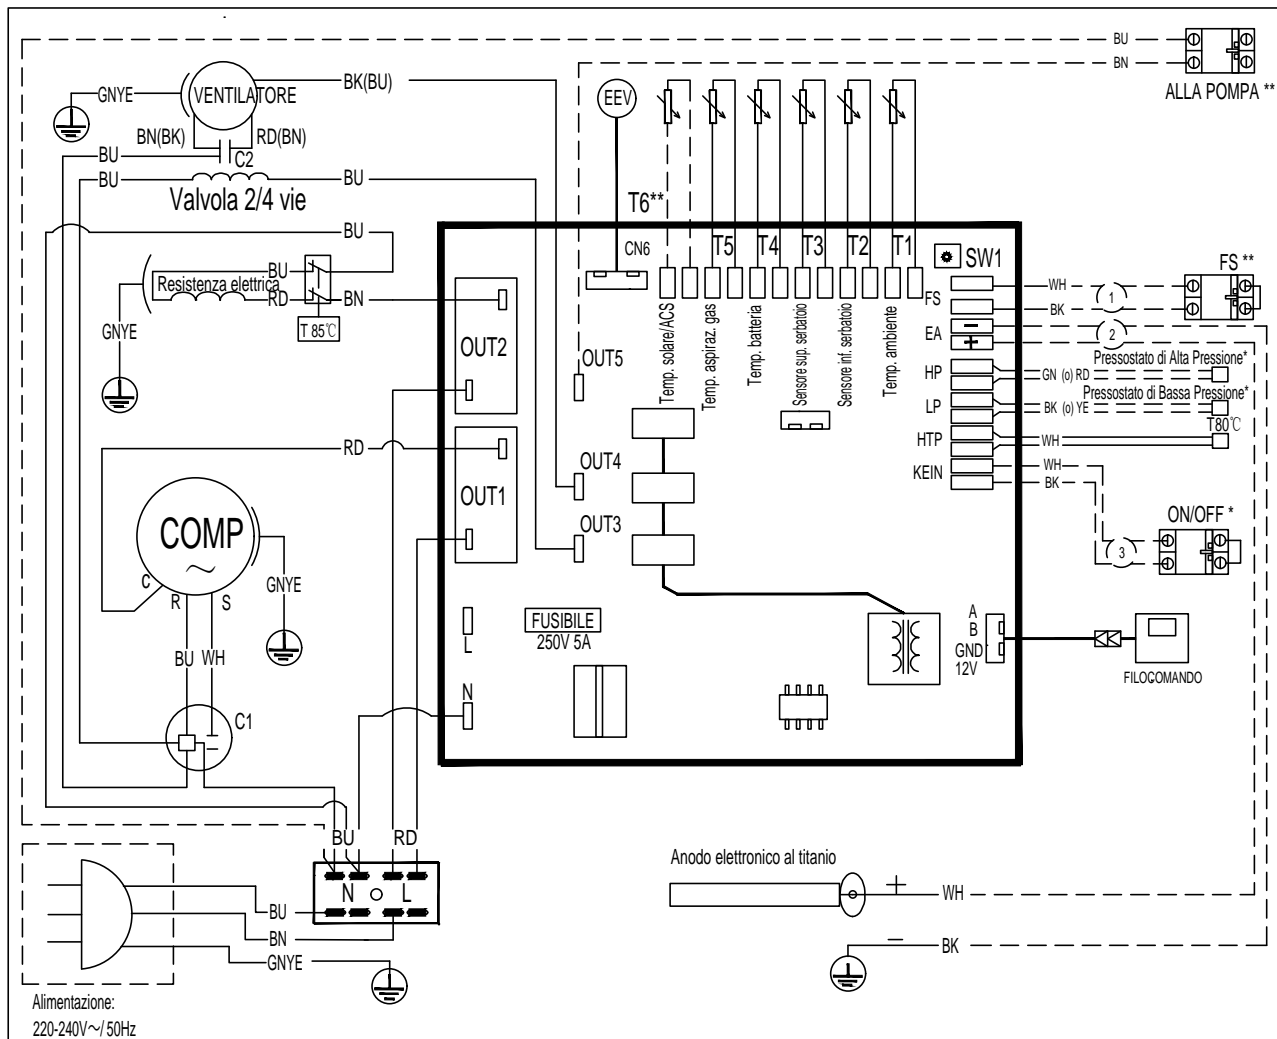 BU
BN
ALLA POMPA **
GNYE
VENTILATORE
BK(BU)
BN(BK)
RD(BN)
BU
C2
BU
BU
Valvola 2/4 vie
EEV
T6**
CN6
T5
T4
T3
T2
T1
SW1
BU
BU
Resistenza elettrica
RD
BN
T 85℃
GNYE
OUT2
OUT5
Temp. solare/ACS
Temp. aspiraz. gas
Temp. batteria
Sensore sup. serbatoio
Sensore inf. serbatoio
Temp. ambiente
FS
EA
HP
LP
HTP
KEIN
WH
1
BK
2
FS **
Pressostato di Alta Pressione*
GN (o) RD
Pressostato di Bassa Pressione*
BK (o) YE
T80℃
WH
WH
BK
ON/OFF *
3
RD
OUT1
OUT4
OUT3
COMP
C
R
S
GNYE
BU
WH
C1
L
N
FUSIBILE
250V 5A
A
B
GND
12V
FILOCOMANDO
BU
RD
N
L
BU
BN
GNYE
Alimentazione:
220-240V~/ 50Hz
Anodo elettronico al titanio
+
WH
−
BK